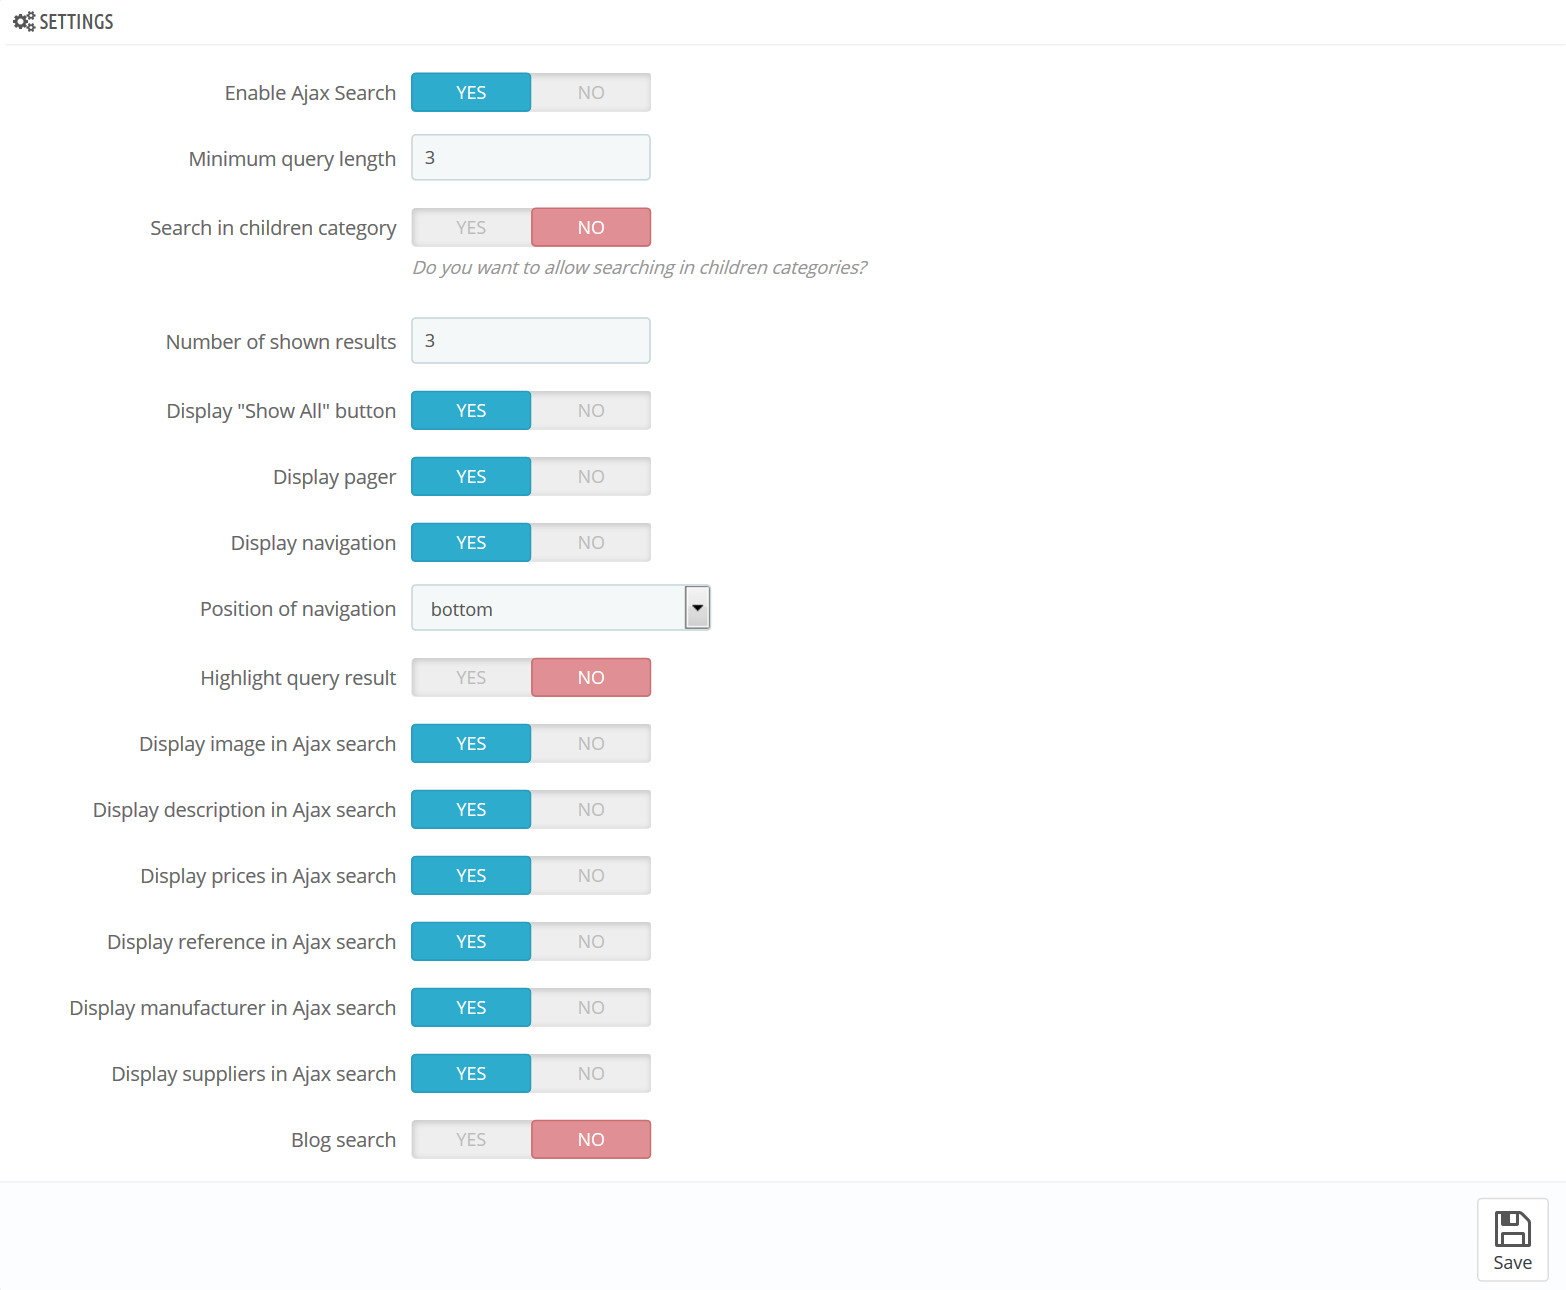 SETTINGS
Enable Ajax Search YES NO
Minimum query length 3
Search in children category YES NO
Do you want to allow searching in children categories?
Number of shown results 3
Display "Show All" button YES NO
Display pager YES NO
Display navigation YES NO
Position of navigation bottom
Highlight query result YES NO
Display image in Ajax search YES NO
Display description in Ajax search YES NO
Display prices in Ajax search YES NO
Display reference in Ajax search YES NO
Display manufacturer in Ajax search YES NO
Display suppliers in Ajax search YES NO
Blog search YES NO
Save